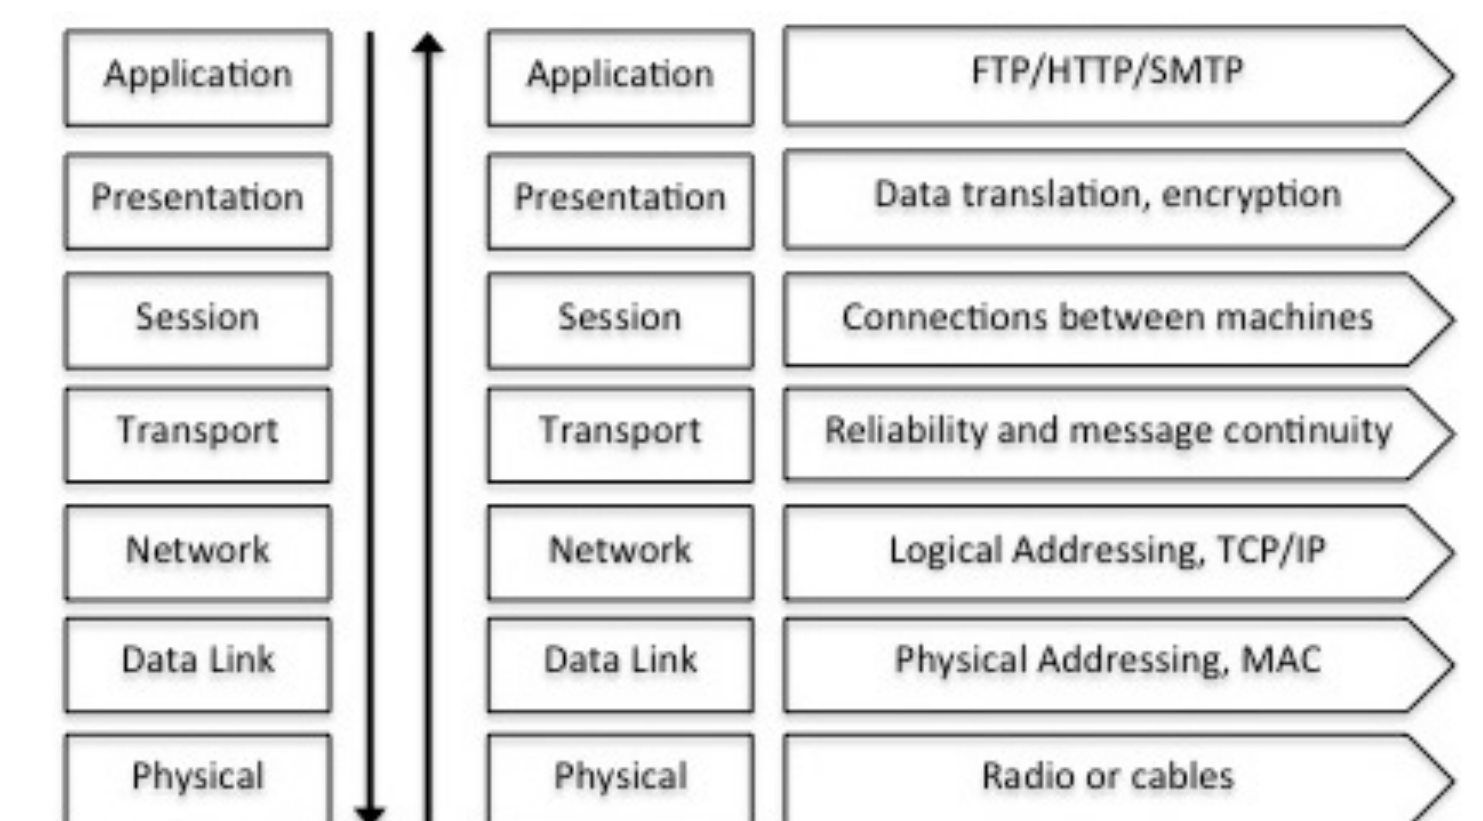 Application Application FTP/HTTP/SMTP
Presentation Presentation Data translation, encryption
Session Session Connections between machines
Transport Transport Reliability and message continuity
Network Network Logical Addressing, TCP/IP
Data Link Data Link Physical Addressing, MAC
Physical Physical Radio or cables